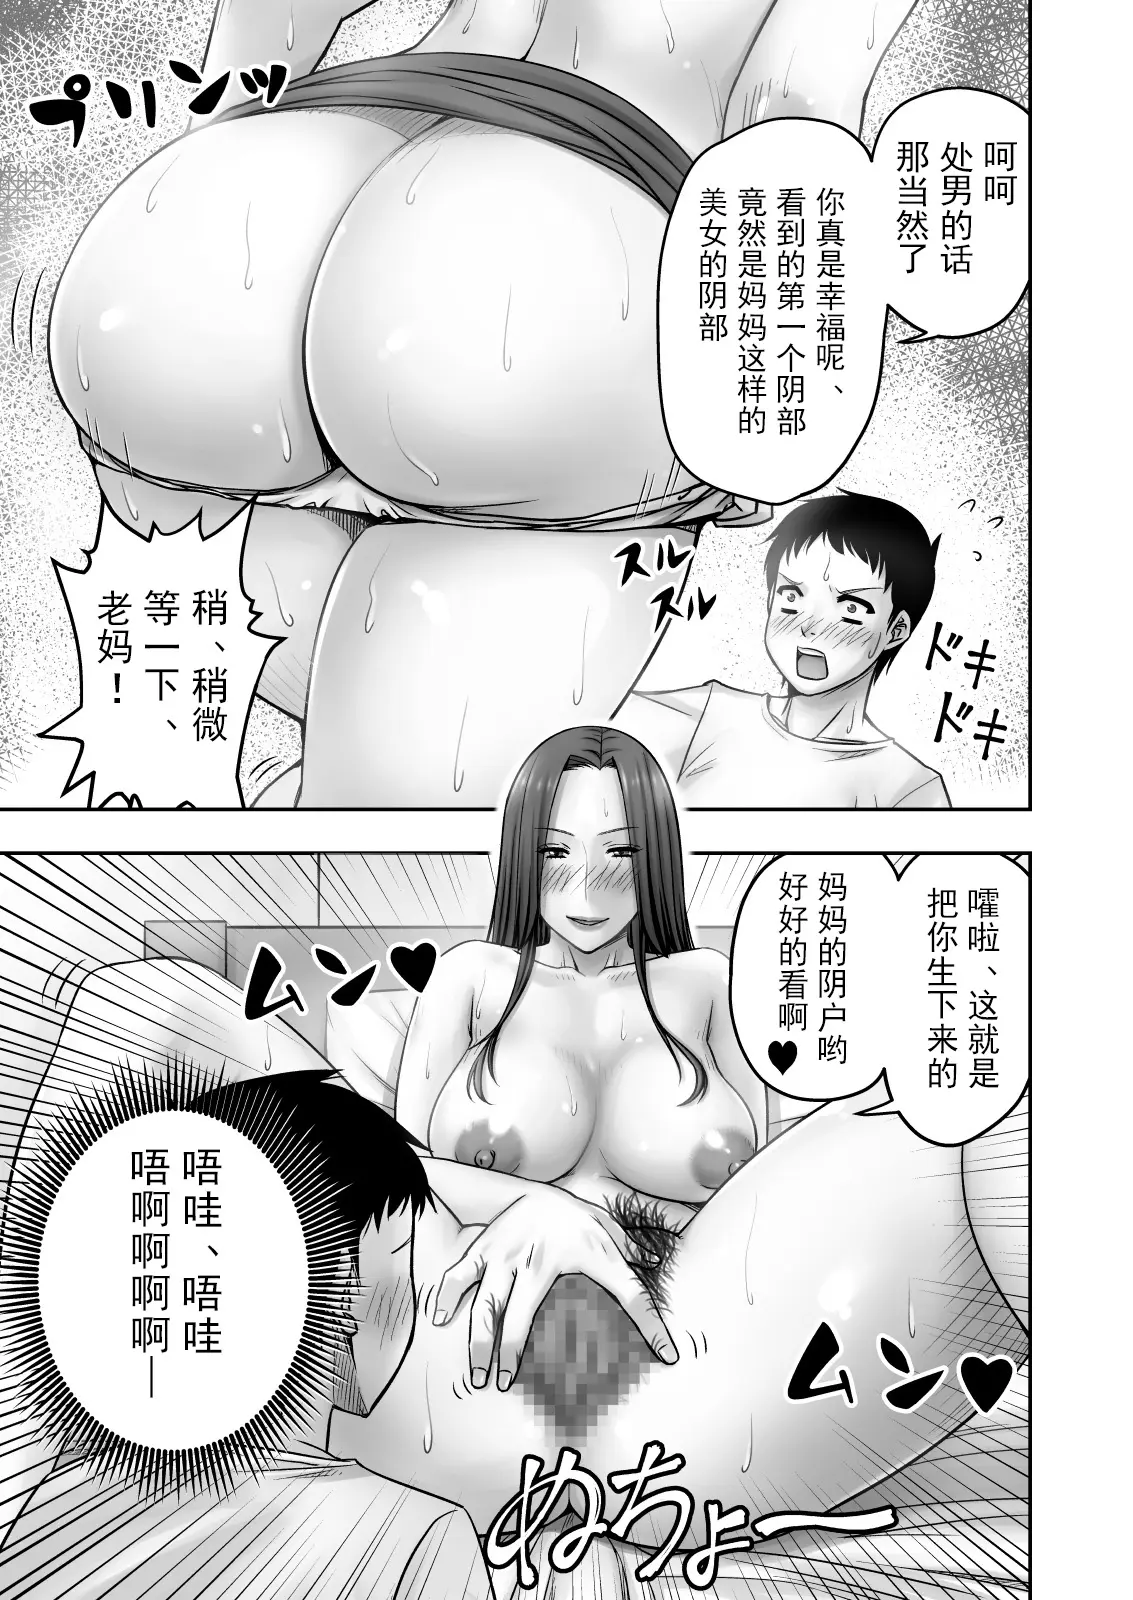 プリンッ
呵呵
处男的话
那当然了
你真是幸福呢、
看到的第一个阴部
竟然是妈妈这样的
美女的阴部
スル
スル
稍、稍微
等一下、
老妈！
ドキ
ドキ
嚯啦、这就是
把你生下来的
妈妈的阴户哟
好好的看啊♥
ムン♥
唔哇、唔哇
唔啊啊啊啊—
ムン♥
ぬちょー